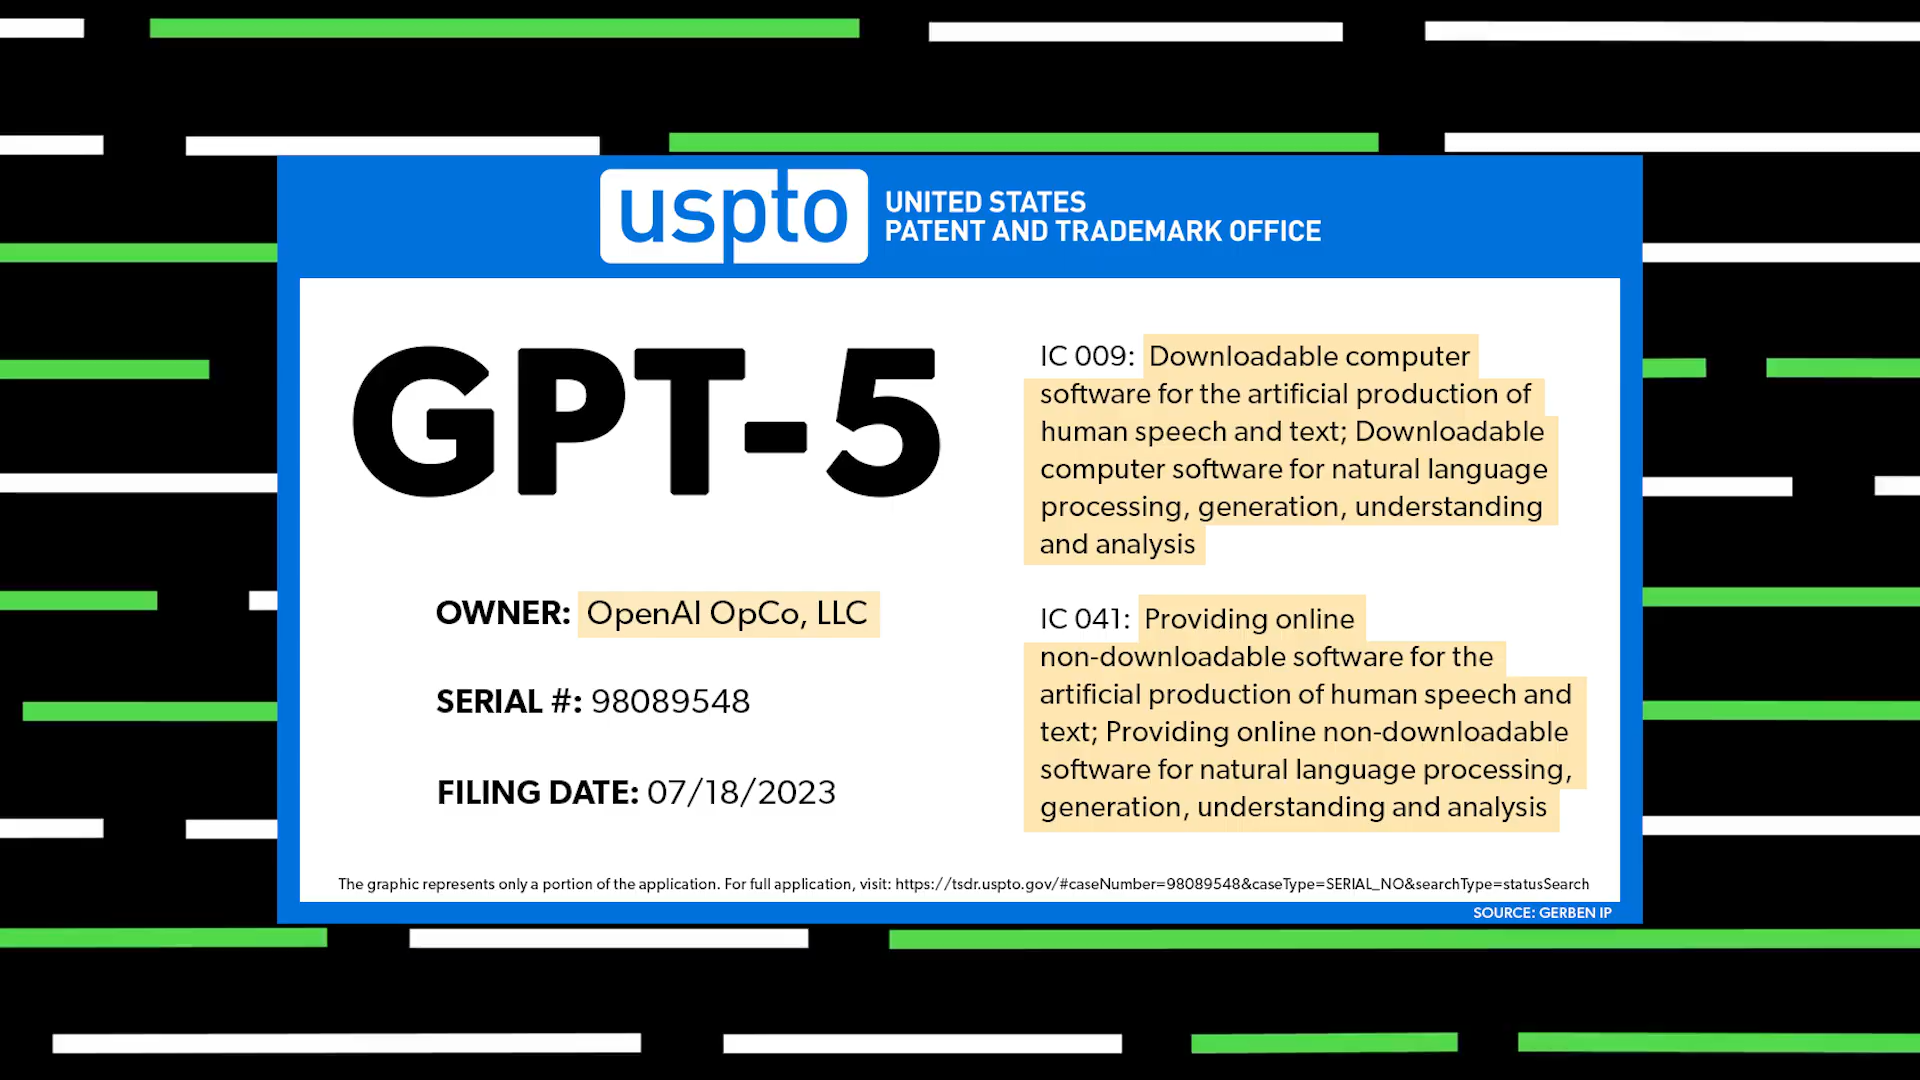 uspto
UNITED STATES
PATENT AND TRADEMARK OFFICE
GPT-5
OWNER: OpenAI OpCo, LLC
SERIAL #: 98089548
FILING DATE: 07/18/2023
IC 009: Downloadable computer
software for the artificial production of
human speech and text; Downloadable
computer software for natural language
processing, generation, understanding
and analysis
IC 041: Providing online
non-downloadable software for the
artificial production of human speech and
text; Providing online non-downloadable
software for natural language processing,
generation, understanding and analysis
The graphic represents only a portion of the application. For full application, visit: https://tsdr.uspto.gov/#caseNumber=98089548&caseType=SERIAL_NO&searchType=statusSearch
SOURCE: GERBEN IP